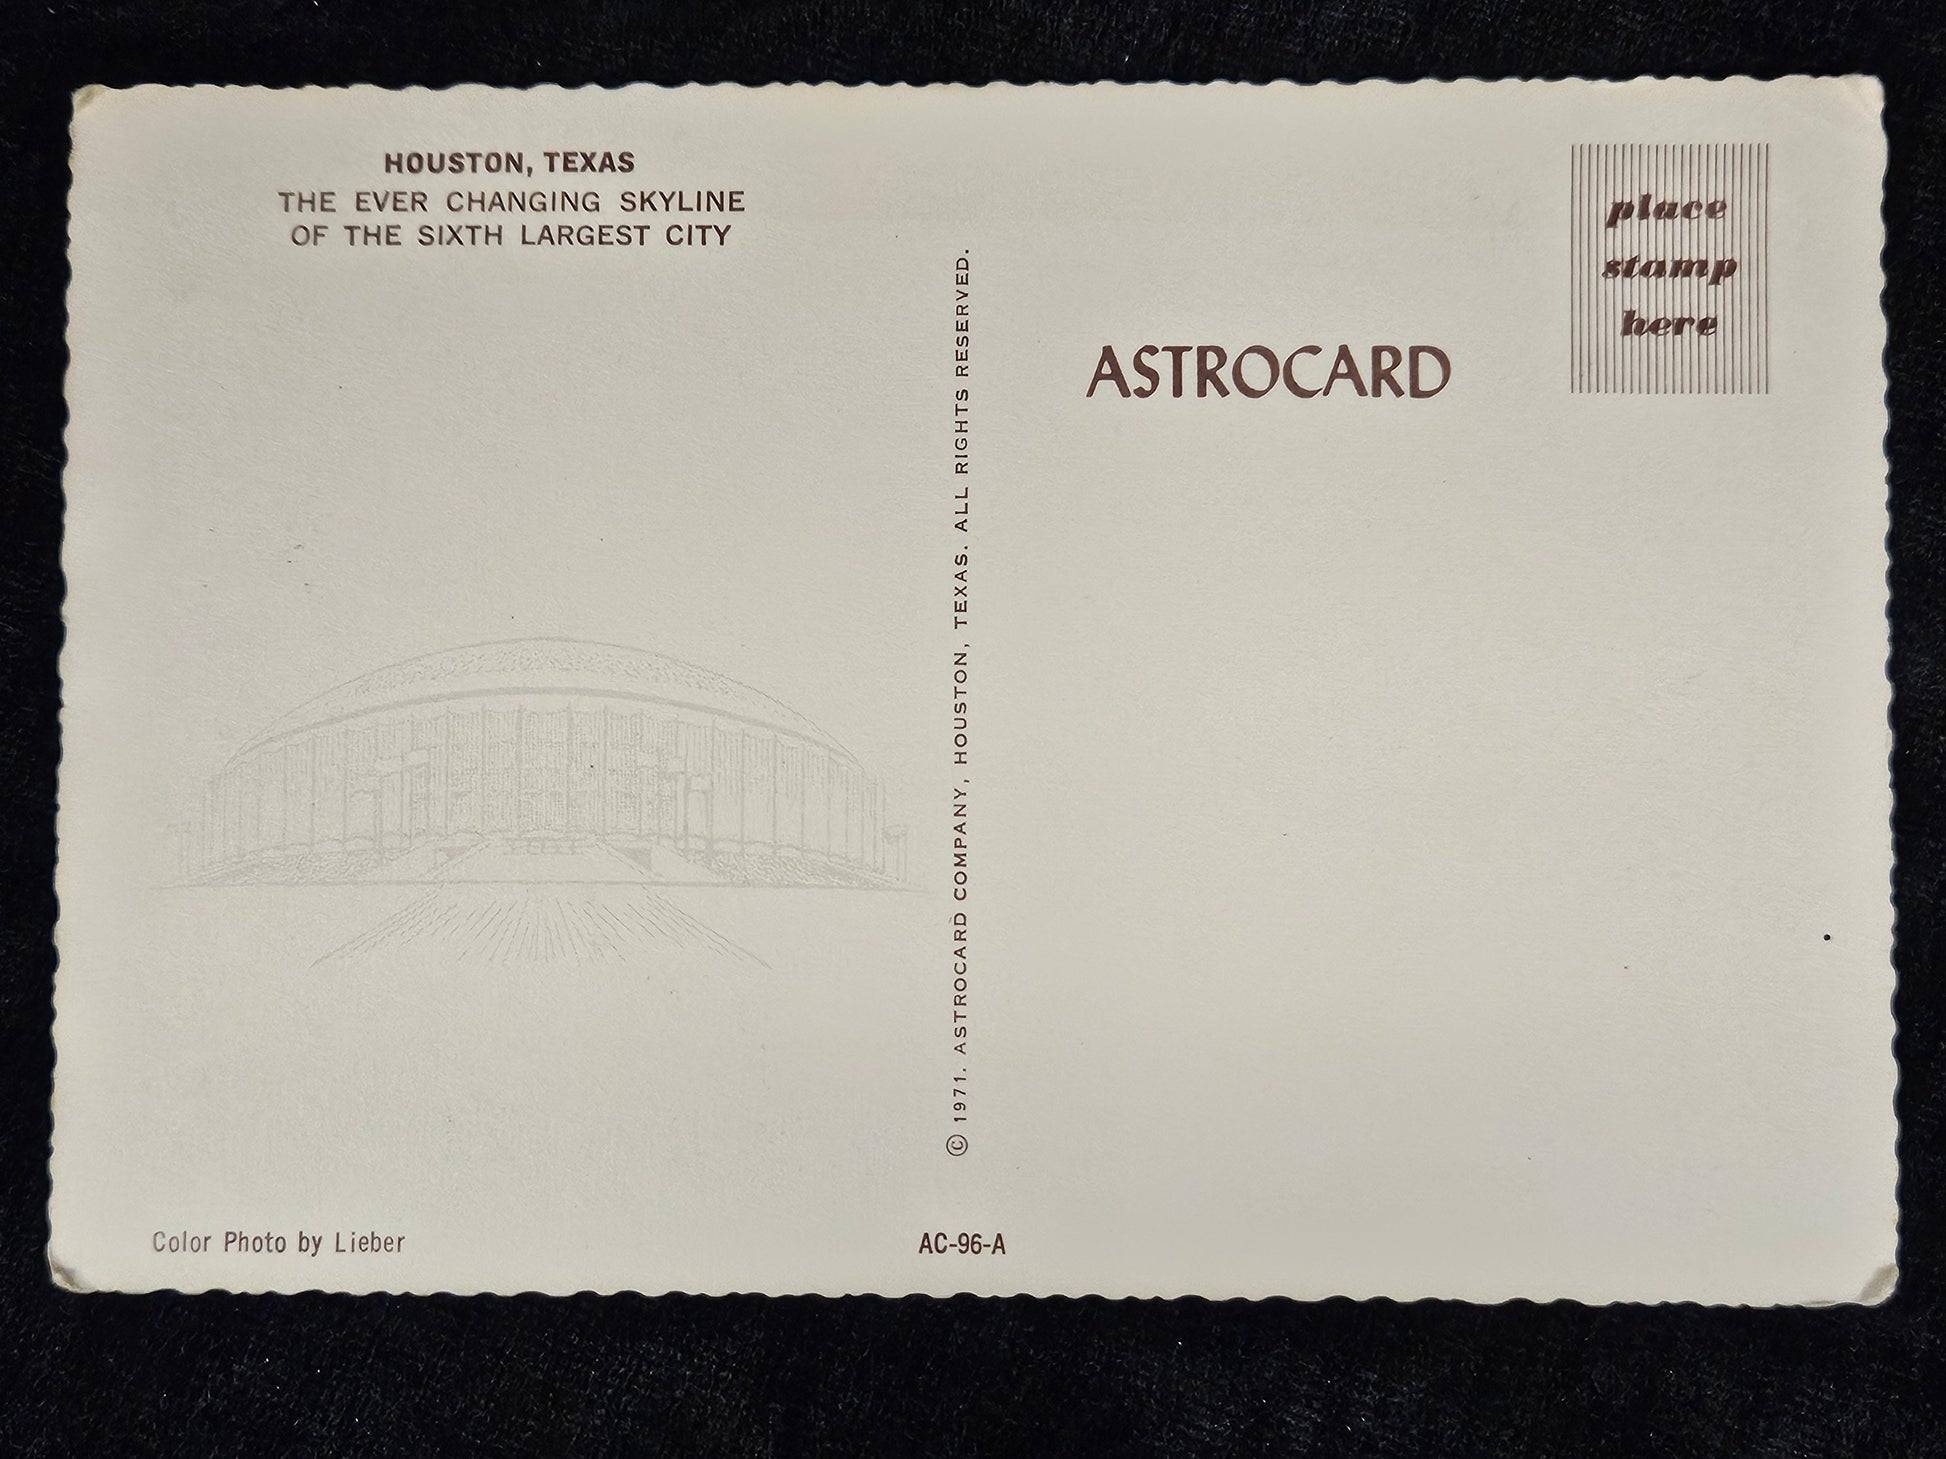 HOUSTON, TEXAS
THE EVER CHANGING SKYLINE
OF THE SIXTH LARGEST CITY
© 1971. ASTROCARD COMPANY, HOUSTON, TEXAS. ALL RIGHTS RESERVED.
ASTROCARD
place
stamp
here
Color Photo by Lieber
AC-96-A